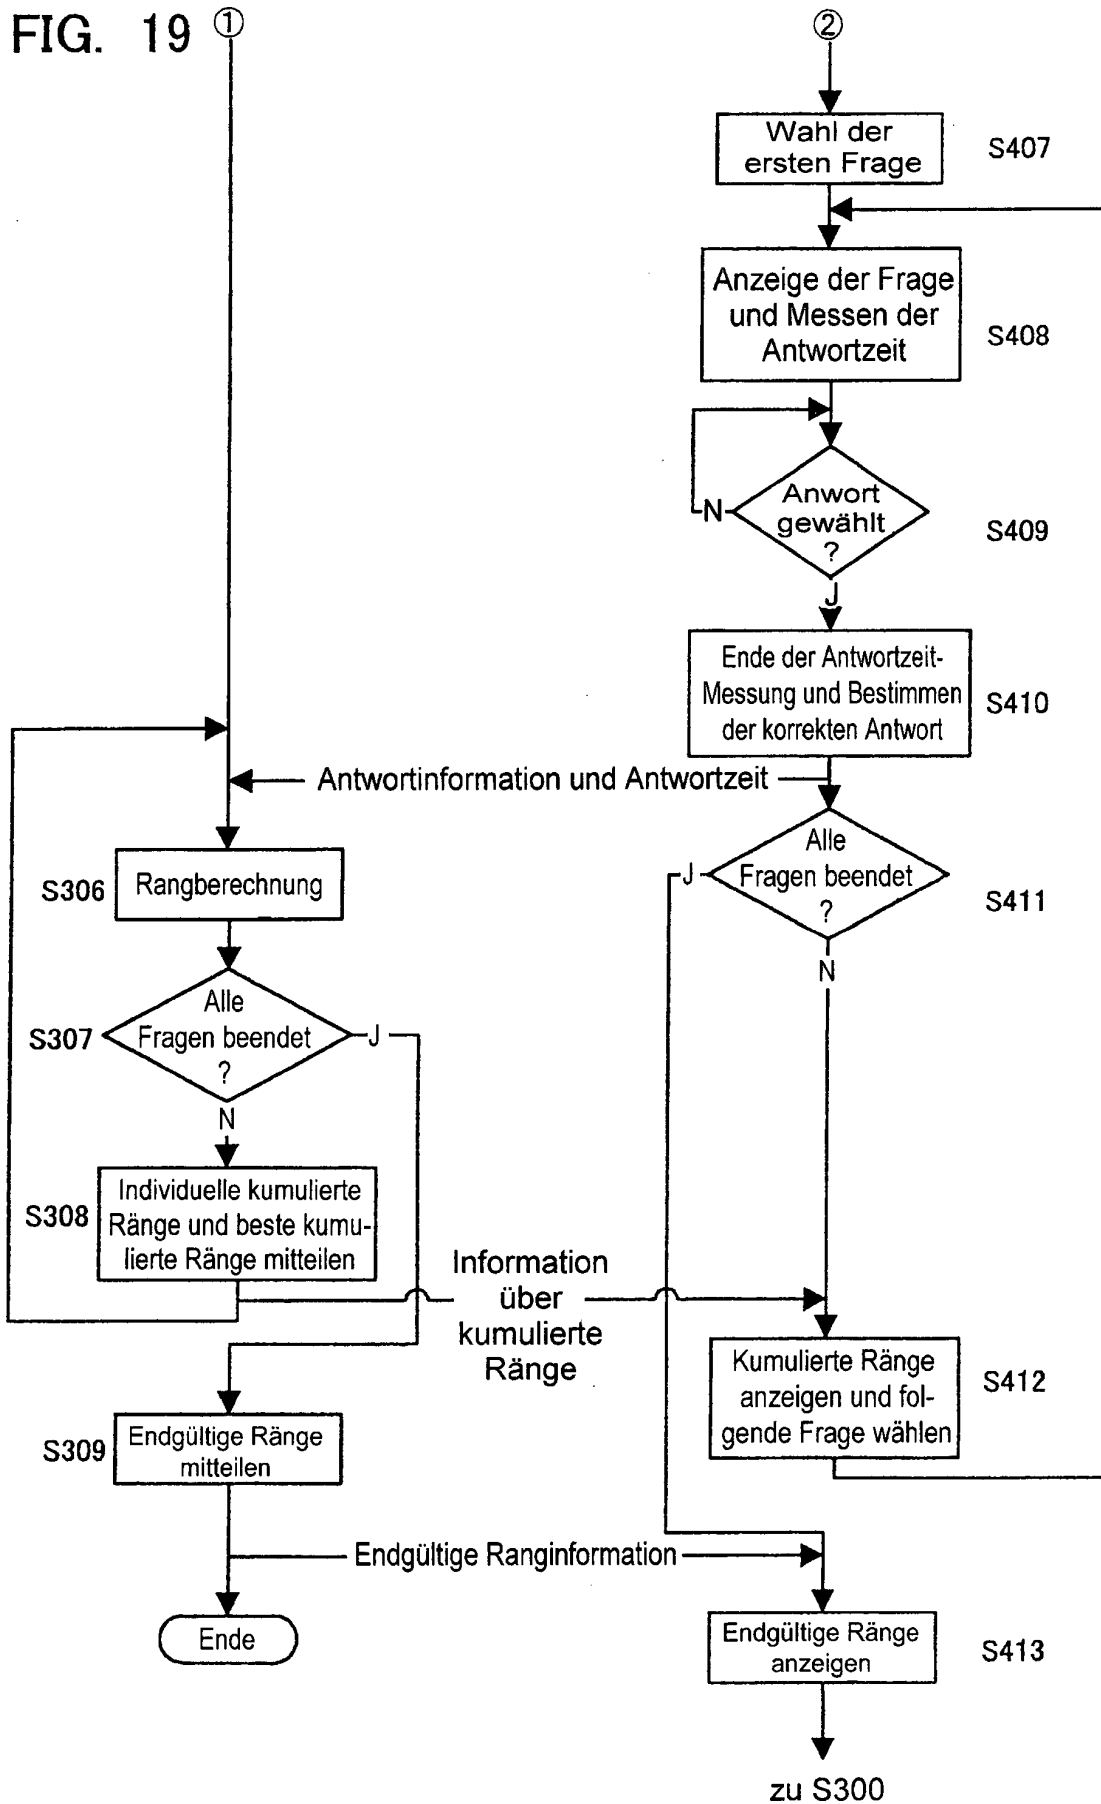 FIG. 19
①
②
Wahl der
ersten Frage
S407
Anzeige der Frage
und Messen der
Antwortzeit
S408
Anwort
gewählt
?
N
S409
J
Ende der Antwortzeit-
Messung und Bestimmen
der korrekten Antwort
S410
Antwortinformation und Antwortzeit
Alle
Fragen beendet
?
J
S411
N
S306
Rangberechnung
Alle
Fragen beendet
?
S307
J
N
S308
Individuelle kumulierte
Ränge und beste kumu-
lierte Ränge mitteilen
Information
über
kumulierte
Ränge
Kumulierte Ränge
anzeigen und fol-
gende Frage wählen
S412
S309
Endgültige Ränge
mitteilen
Endgültige Ranginformation
Ende
Endgültige Ränge
anzeigen
S413
zu S300